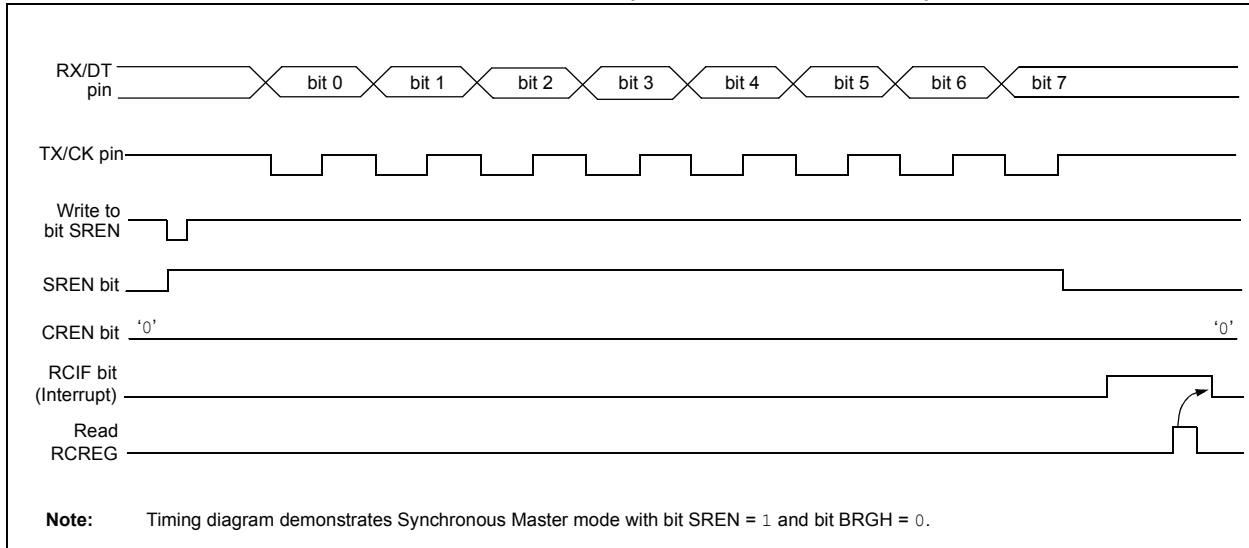 RX/DT
pin
bit 0 bit 1 bit 2 bit 3 bit 4 bit 5 bit 6 bit 7
TX/CK pin
Write to
bit SREN
SREN bit
CREN bit ‘0’ ‘0’
RCIF bit
(Interrupt)
Read
RCREG
Note: Timing diagram demonstrates Synchronous Master mode with bit SREN = 1 and bit BRGH = 0.